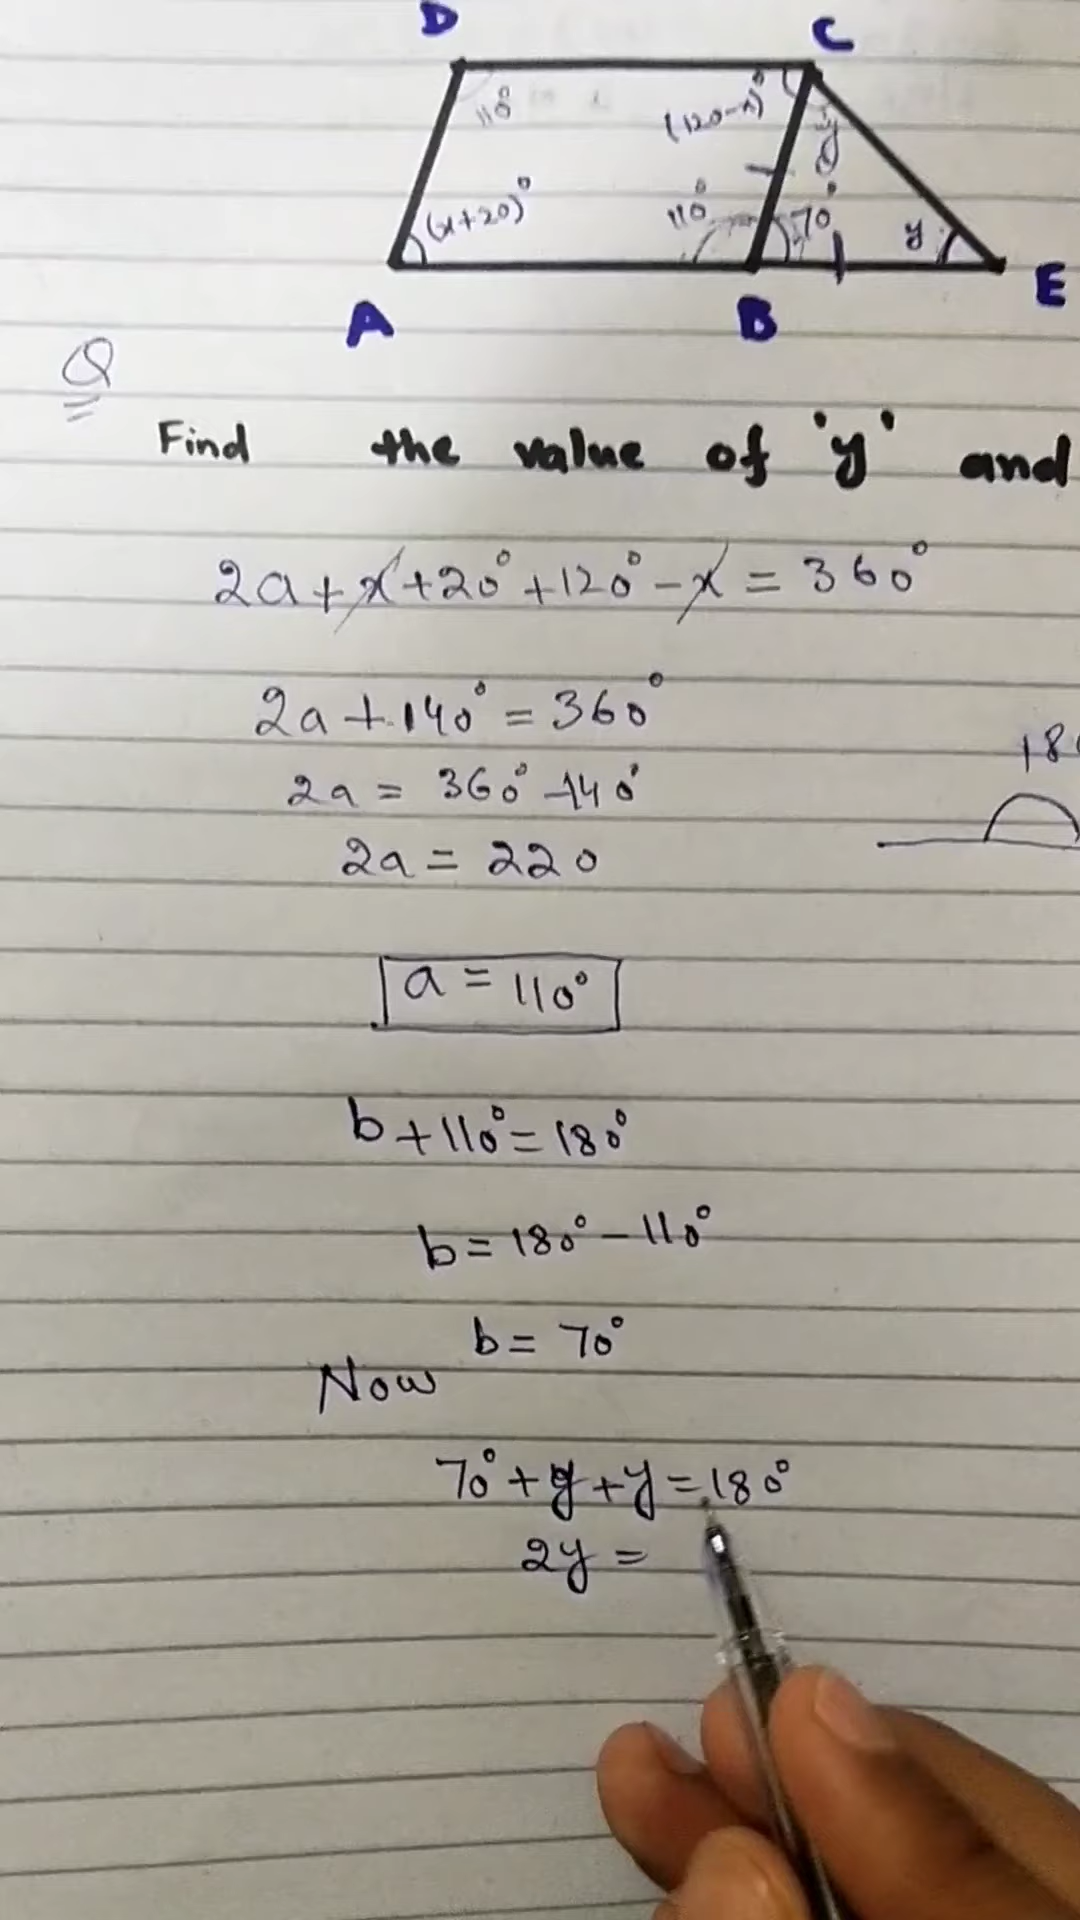 D C
110° (120-x)° y
(x+20)° 110° 70° y
A B E
Q
Find the value of 'y' and
2a + x + 20° + 120° - x = 360°
2a + 140° = 360°
2a = 360° - 140°
2a = 220
a = 110°
b + 110° = 180°
b = 180° - 110°
b = 70°
Now
70° + y + y = 180°
2y =